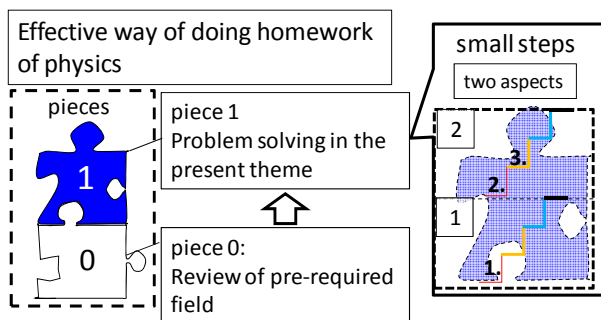 Effective way of doing homework
of physics
pieces
1
0
piece 1
Problem solving in the
present theme
piece 0:
Review of pre-required
field
small steps
two aspects
2
3.
2.
1
1.